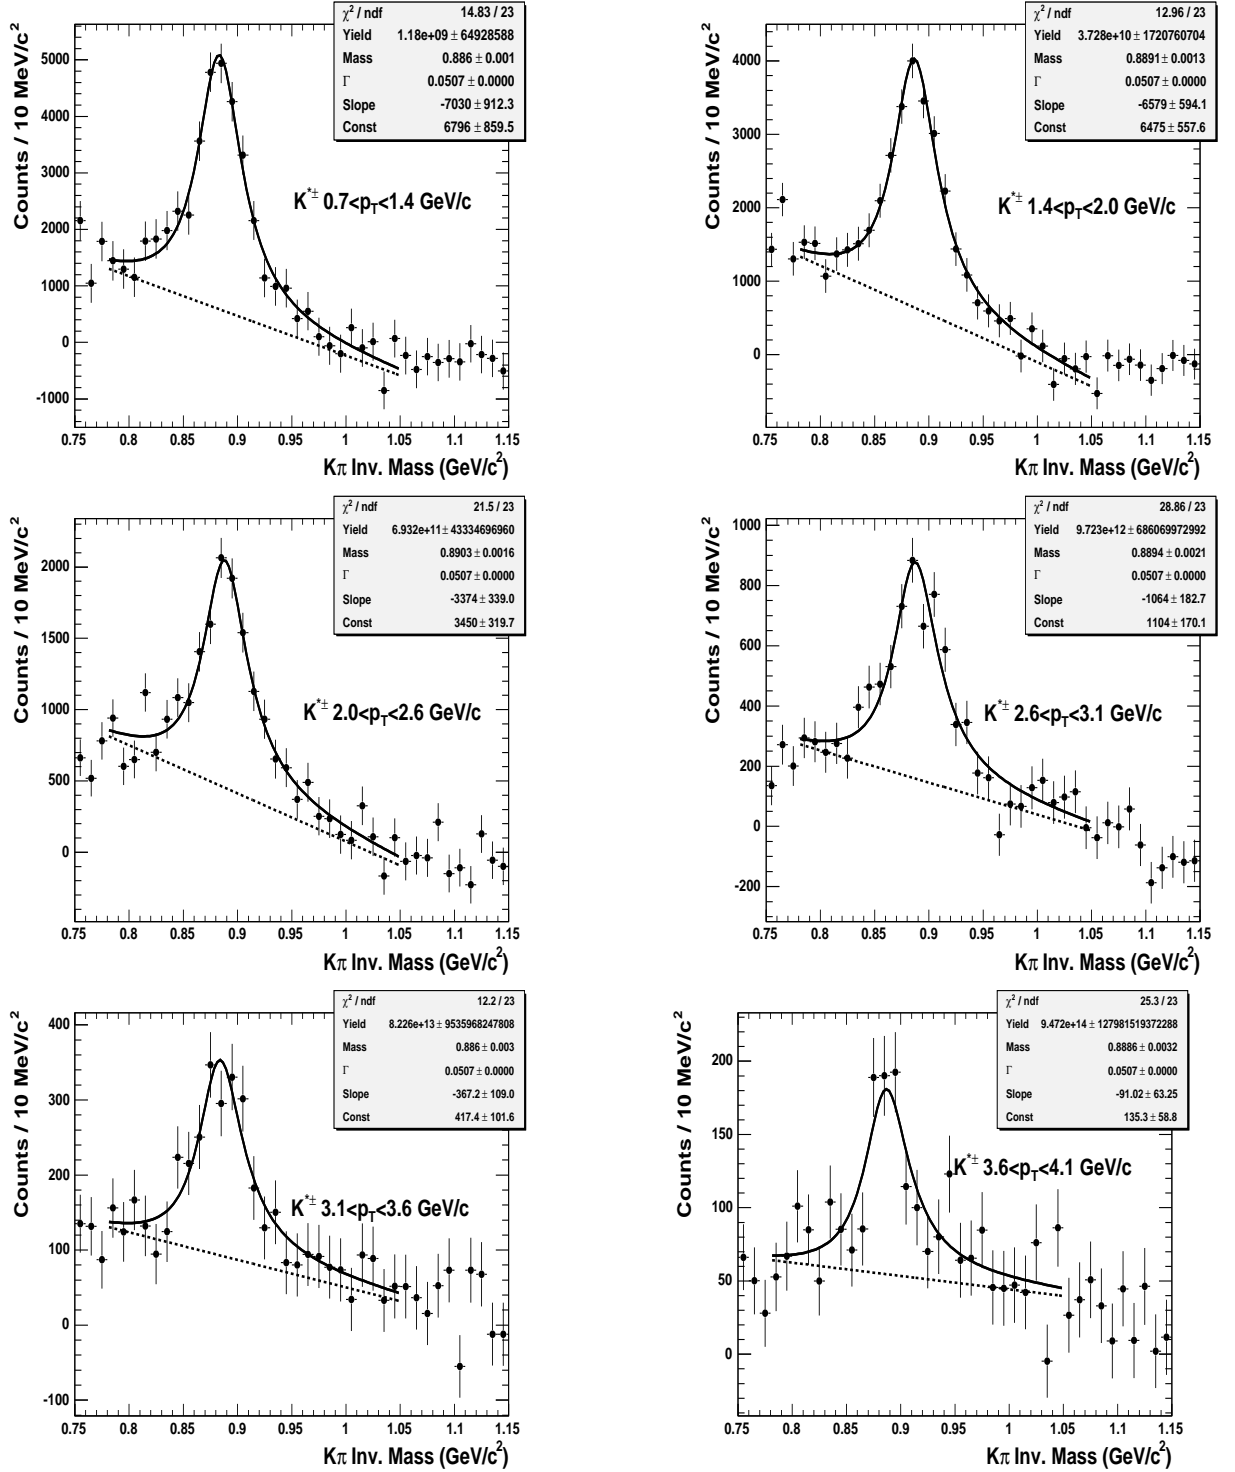 χ² / ndf 14.83 / 23
Yield 1.18e+09 ± 64928588
Mass 0.886 ± 0.001
Γ 0.0507 ± 0.0000
Slope -7030 ± 912.3
Const 6796 ± 859.5
Counts / 10 MeV/c²
5000
4000
3000
2000
1000
0
-1000
K*± 0.7<pT<1.4 GeV/c
0.75 0.8 0.85 0.9 0.95 1 1.05 1.1 1.15
Kπ Inv. Mass (GeV/c²)
χ² / ndf 12.96 / 23
Yield 3.728e+10 ± 1720760704
Mass 0.8891 ± 0.0013
Γ 0.0507 ± 0.0000
Slope -6579 ± 594.1
Const 6475 ± 557.6
Counts / 10 MeV/c²
4000
3000
2000
1000
0
K*± 1.4<pT<2.0 GeV/c
0.75 0.8 0.85 0.9 0.95 1 1.05 1.1 1.15
Kπ Inv. Mass (GeV/c²)
χ² / ndf 21.5 / 23
Yield 6.932e+11 ± 43334696960
Mass 0.8903 ± 0.0016
Γ 0.0507 ± 0.0000
Slope -3374 ± 339.0
Const 3450 ± 319.7
Counts / 10 MeV/c²
2000
1500
1000
500
0
K*± 2.0<pT<2.6 GeV/c
0.75 0.8 0.85 0.9 0.95 1 1.05 1.1 1.15
Kπ Inv. Mass (GeV/c²)
χ² / ndf 28.86 / 23
Yield 9.723e+12 ± 686069972992
Mass 0.8894 ± 0.0021
Γ 0.0507 ± 0.0000
Slope -1064 ± 182.7
Const 1104 ± 170.1
Counts / 10 MeV/c²
1000
800
600
400
200
0
-200
K*± 2.6<pT<3.1 GeV/c
0.75 0.8 0.85 0.9 0.95 1 1.05 1.1 1.15
Kπ Inv. Mass (GeV/c²)
χ² / ndf 12.2 / 23
Yield 8.226e+13 ± 9535968247808
Mass 0.886 ± 0.003
Γ 0.0507 ± 0.0000
Slope -367.2 ± 109.0
Const 417.4 ± 101.6
Counts / 10 MeV/c²
400
300
200
100
0
-100
K*± 3.1<pT<3.6 GeV/c
0.75 0.8 0.85 0.9 0.95 1 1.05 1.1 1.15
Kπ Inv. Mass (GeV/c²)
χ² / ndf 25.3 / 23
Yield 9.472e+14 ± 127981519372288
Mass 0.8886 ± 0.0032
Γ 0.0507 ± 0.0000
Slope -91.02 ± 63.25
Const 135.3 ± 58.8
Counts / 10 MeV/c²
200
150
100
50
0
K*± 3.6<pT<4.1 GeV/c
0.75 0.8 0.85 0.9 0.95 1 1.05 1.1 1.15
Kπ Inv. Mass (GeV/c²)